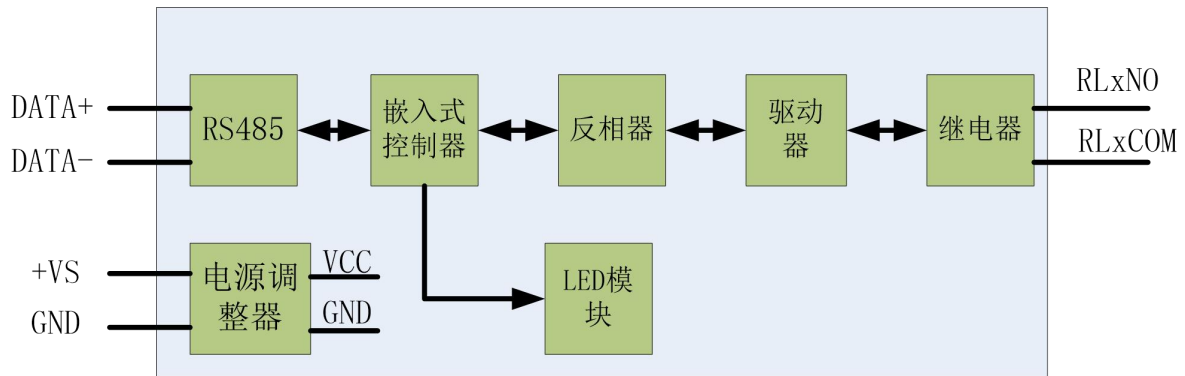 DATA+
DATA-
RS485
嵌入式
控制器
反相器
驱动
器
继电器
RLxNO
RLxCOM
+VS
GND
电源调
整器
VCC
GND
LED模
块